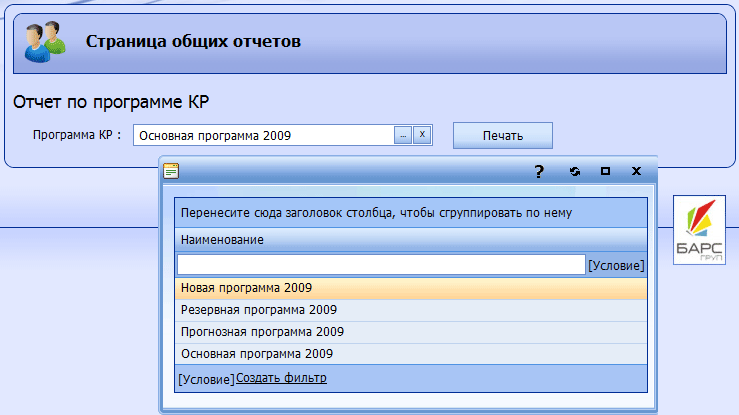 Страница общих отчетов
Отчет по программе КР
Программа КР :
Основная программа 2009
... x
Печать
?
Перенесите сюда заголовок столбца, чтобы сгруппировать по нему
Наименование
[Условие]
Новая программа 2009
Резервная программа 2009
Прогнозная программа 2009
Основная программа 2009
[Условие] Создать фильтр
БАРС
ГРУП